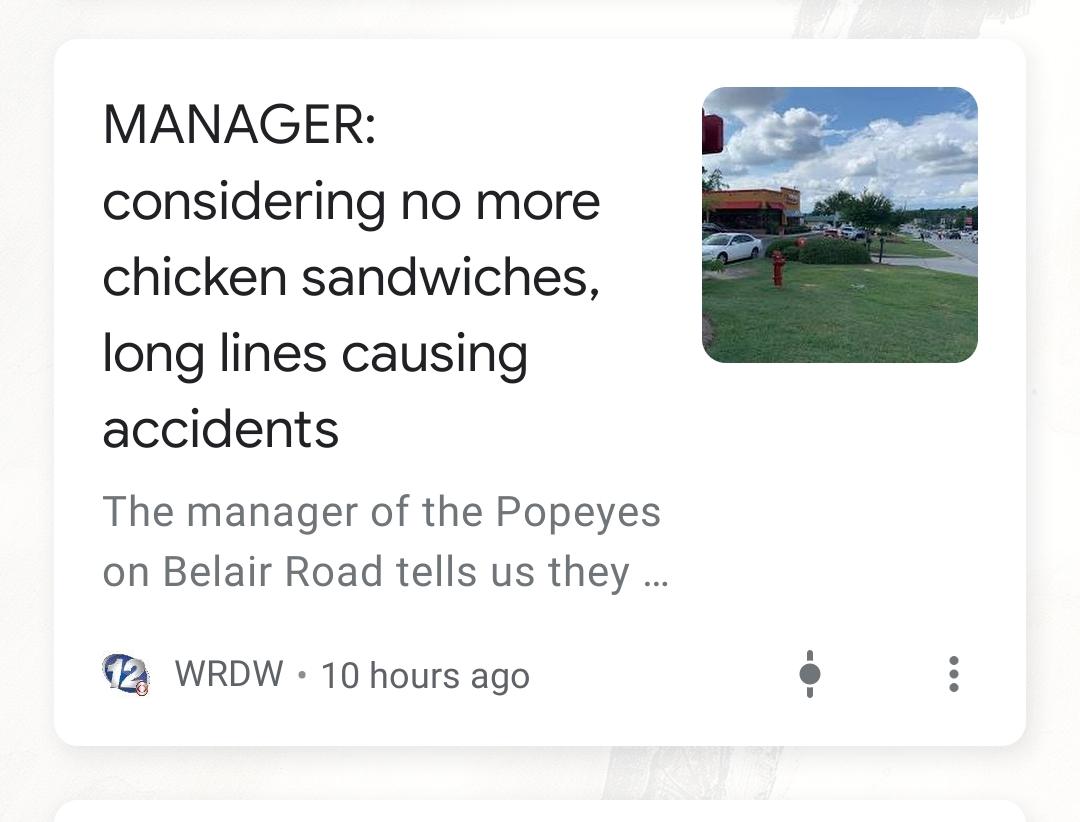 MANAGER:
considering no more
chicken sandwiches,
long lines causing
accidents
The manager of the Popeyes
on Belair Road tells us they ...
12 WRDW • 10 hours ago